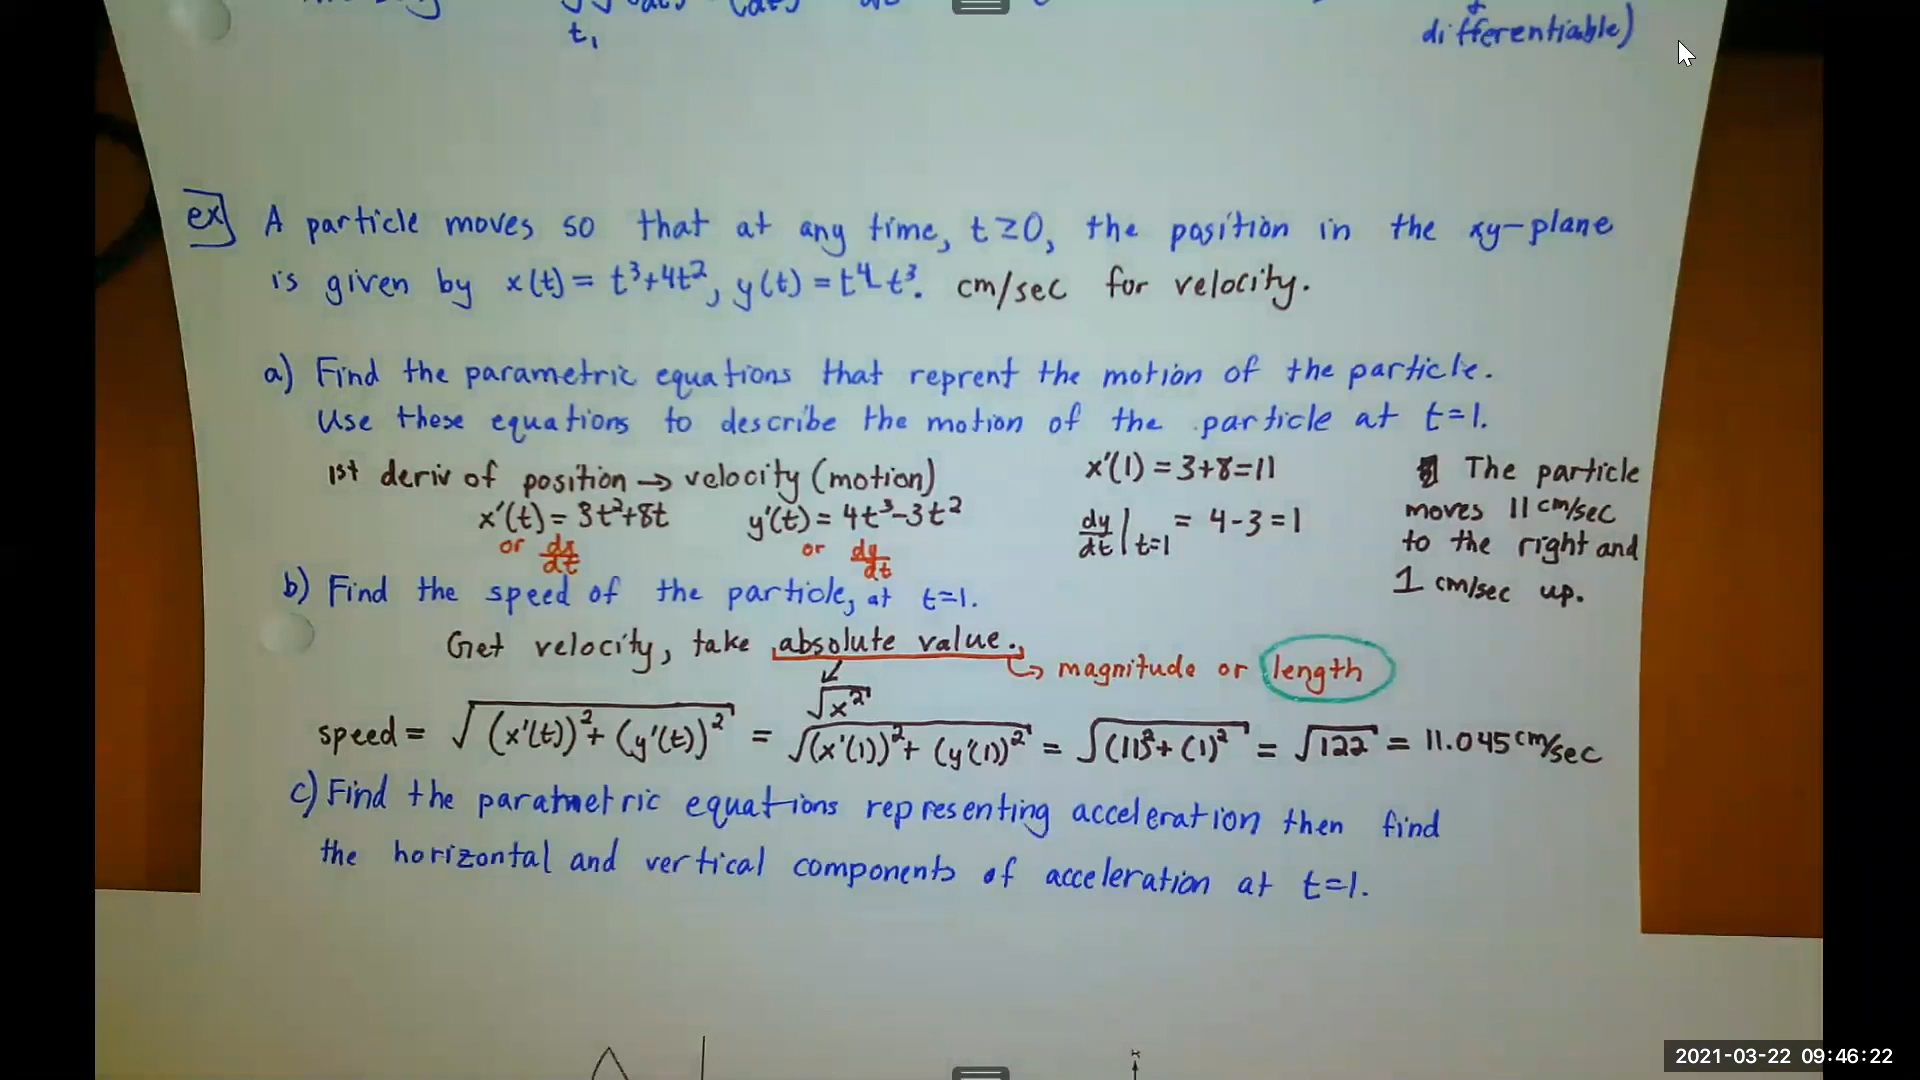 t₁
differentiable)
ex] A particle moves so that at any time, t≥0, the position in the xy-plane
is given by x(t) = t³+4t², y(t) = t⁴-t³. cm/sec for velocity.
a) Find the parametric equations that reprent the motion of the particle.
Use these equations to describe the motion of the particle at t=1.
1st deriv of position → velocity (motion)
x'(t) = 3t²+8t y'(t) = 4t³-3t²
or dx/dt or dy/dt
x'(1) = 3+8=11
dy/dt |t=1 = 4-3=1
The particle
moves 11 cm/sec
to the right and
1 cm/sec up.
b) Find the speed of the particle, at t=1.
Get velocity, take absolute value. → magnitude or length
√x²
speed = √(x'(t))²+(y'(t))² = √(x'(1))²+(y'(1))² = √(11)²+(1)² = √122 = 11.045 cm/sec
c) Find the parametric equations representing acceleration then find
the horizontal and vertical components of acceleration at t=1.
2021-03-22 09:46:22